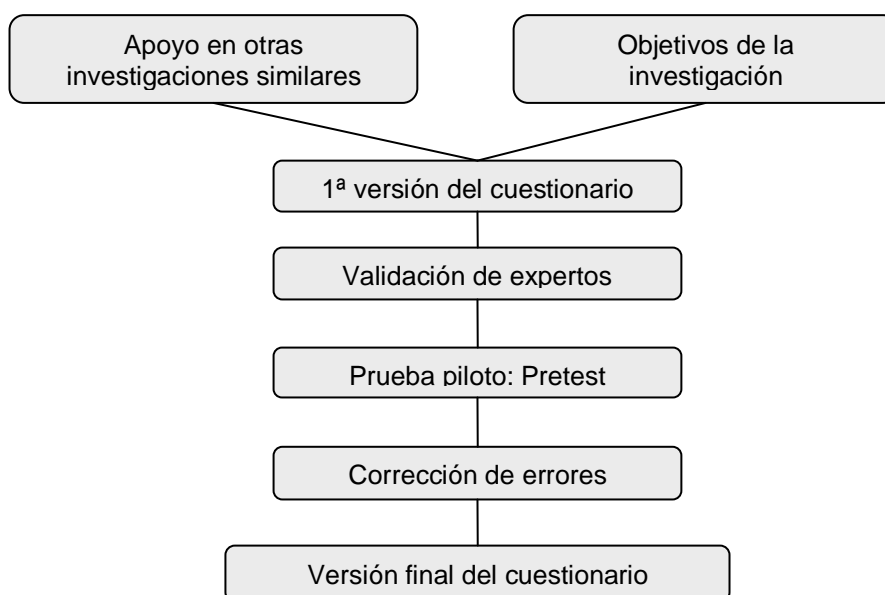 Apoyo en otras
investigaciones similares
Objetivos de la
investigación
1ª versión del cuestionario
Validación de expertos
Prueba piloto: Pretest
Corrección de errores
Versión final del cuestionario